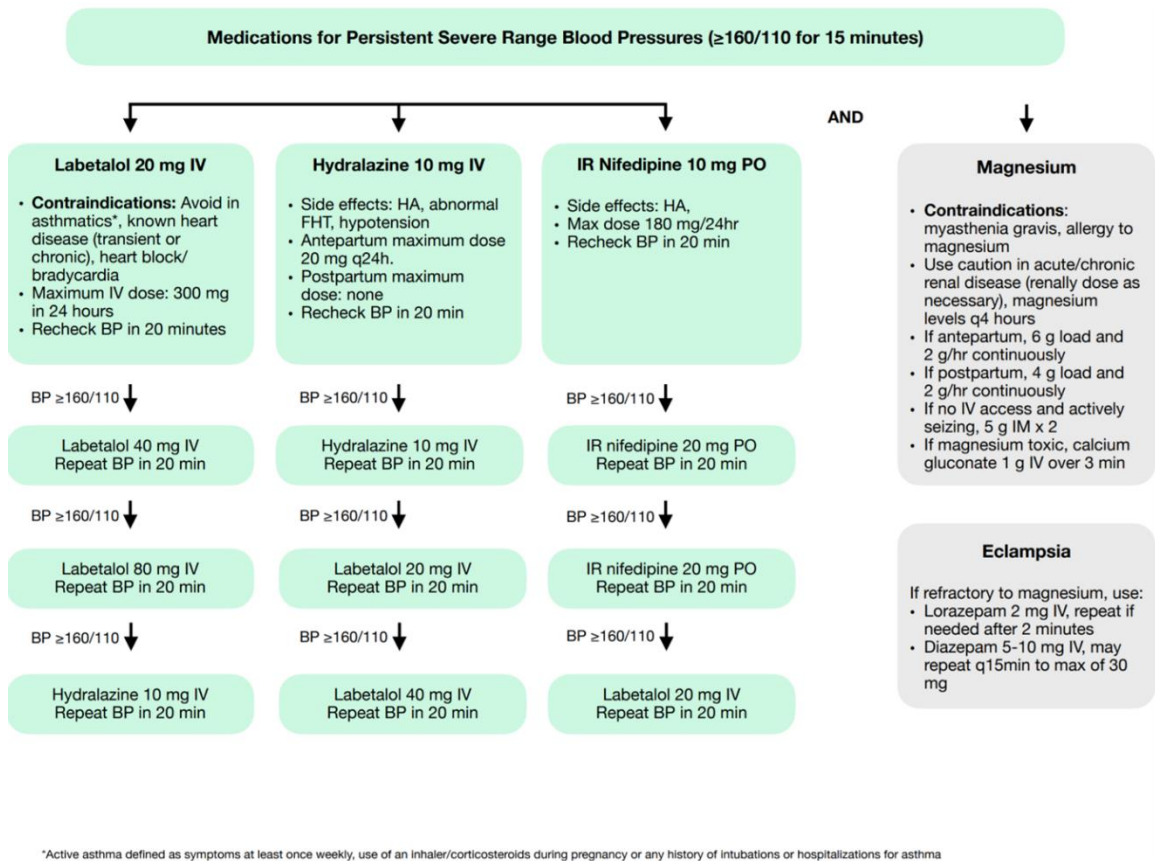 Medications for Persistent Severe Range Blood Pressures (≥160/110 for 15 minutes)
AND
Labetalol 20 mg IV
• Contraindications: Avoid in
asthmatics*, known heart
disease (transient or
chronic), heart block/
bradycardia
• Maximum IV dose: 300 mg
in 24 hours
• Recheck BP in 20 minutes
BP ≥160/110
Labetalol 40 mg IV
Repeat BP in 20 min
BP ≥160/110
Labetalol 80 mg IV
Repeat BP in 20 min
BP ≥160/110
Hydralazine 10 mg IV
Repeat BP in 20 min
Hydralazine 10 mg IV
• Side effects: HA, abnormal
FHT, hypotension
• Antepartum maximum dose
20 mg q24h.
• Postpartum maximum
dose: none
• Recheck BP in 20 min
BP ≥160/110
Hydralazine 10 mg IV
Repeat BP in 20 min
BP ≥160/110
Labetalol 20 mg IV
Repeat BP in 20 min
BP ≥160/110
Labetalol 40 mg IV
Repeat BP in 20 min
IR Nifedipine 10 mg PO
• Side effects: HA,
• Max dose 180 mg/24hr
• Recheck BP in 20 min
BP ≥160/110
IR nifedipine 20 mg PO
Repeat BP in 20 min
BP ≥160/110
IR nifedipine 20 mg PO
Repeat BP in 20 min
BP ≥160/110
Labetalol 20 mg IV
Repeat BP in 20 min
Magnesium
• Contraindications:
myasthenia gravis, allergy to
magnesium
• Use caution in acute/chronic
renal disease (renally dose as
necessary), magnesium
levels q4 hours
• If antepartum, 6 g load and
2 g/hr continuously
• If postpartum, 4 g load and
2 g/hr continuously
• If no IV access and actively
seizing, 5 g IM x 2
• If magnesium toxic, calcium
gluconate 1 g IV over 3 min
Eclampsia
If refractory to magnesium, use:
• Lorazepam 2 mg IV, repeat if
needed after 2 minutes
• Diazepam 5-10 mg IV, may
repeat q15min to max of 30
mg
*Active asthma defined as symptoms at least once weekly, use of an inhaler/corticosteroids during pregnancy or any history of intubations or hospitalizations for asthma